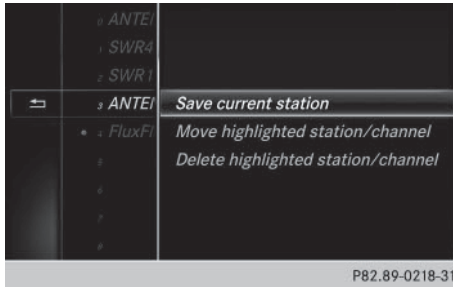 0 ANTEI
1 SWR4
2 SWR1
3 ANTEI Save current station
4 FluxFI Move highlighted station/channel
5 Delete highlighted station/channel
6
7
8
P82.89-0218-31